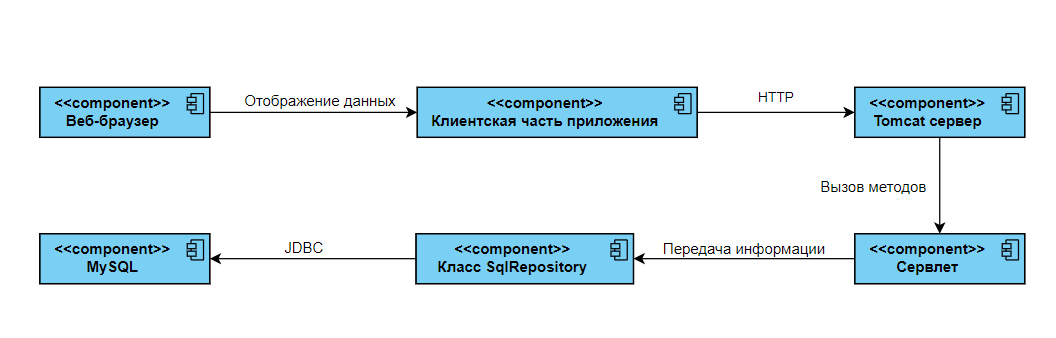 <<component>>
Веб-браузер
Отображение данных
<<component>>
Клиентская часть приложения
HTTP
<<component>>
Tomcat сервер
Вызов методов
<<component>>
MySQL
JDBC
<<component>>
Класс SqlRepository
Передача информации
<<component>>
Сервлет